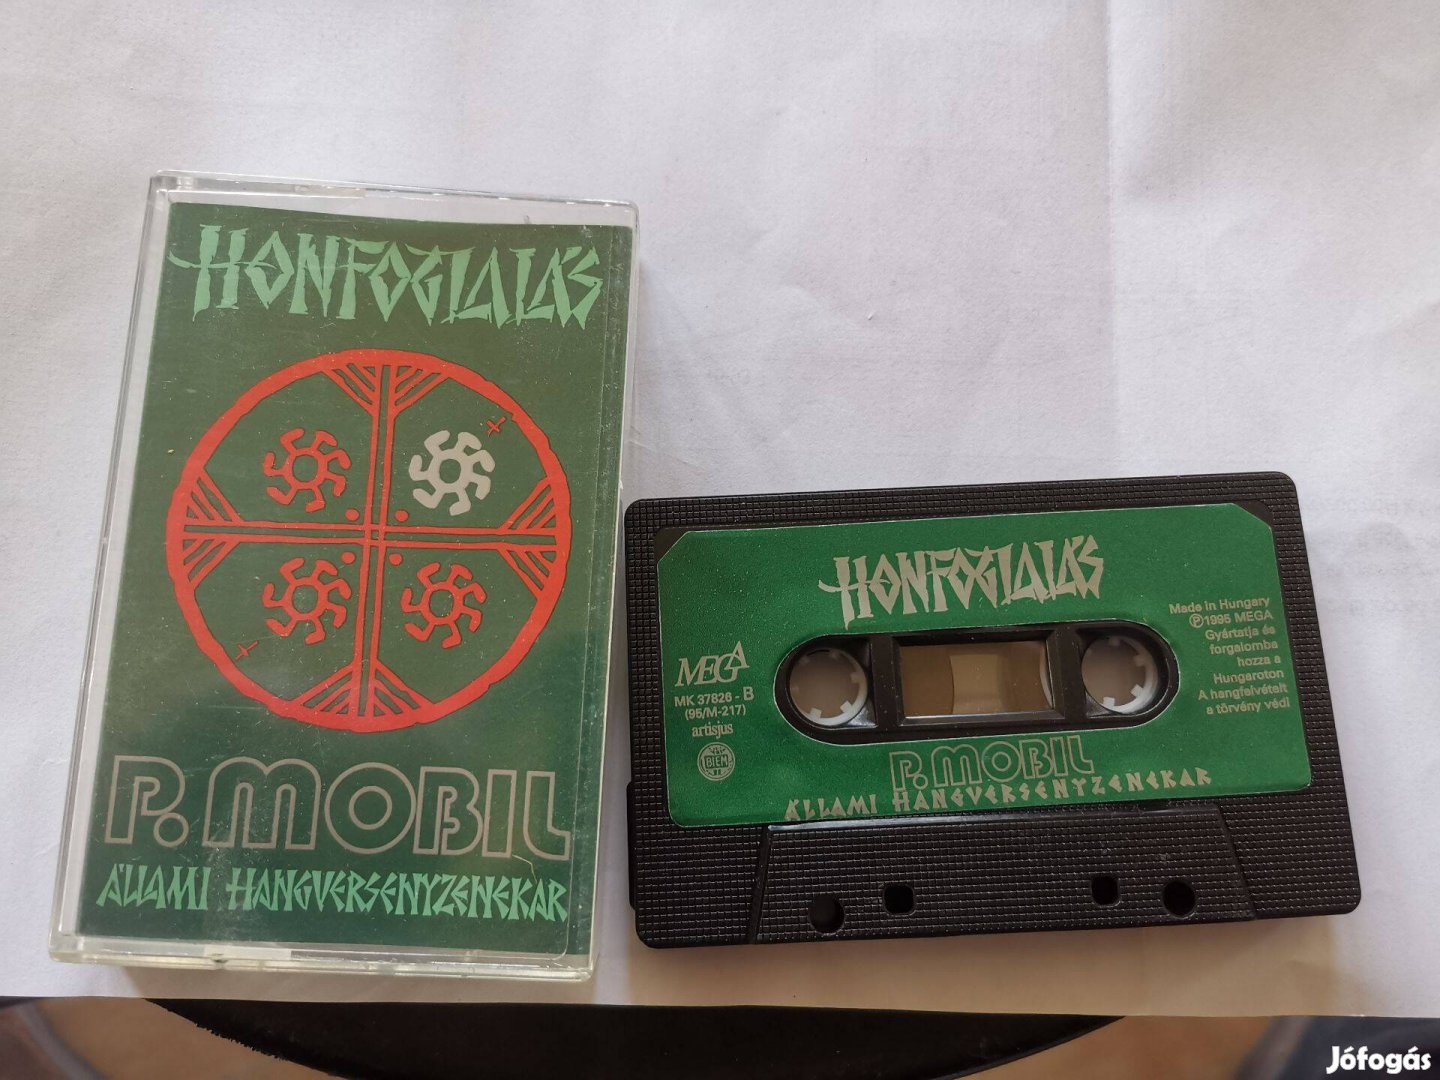 HONFOGLALÁS
P. MOBIL
ÁLLAMI HANGVERSENYZENEKAR
HONFOGLALÁS
MEGA
MK 37826 - B
(95/M-217)
artisjus
BIEM
Made in Hungary
℗1995 MEGA
Gyártatja és
forgalomba
hozza a
Hungaroton
A hangfelvételt
a törvény védi
P. MOBIL
ÁLLAMI HANGVERSENYZENEKAR
Jófogás